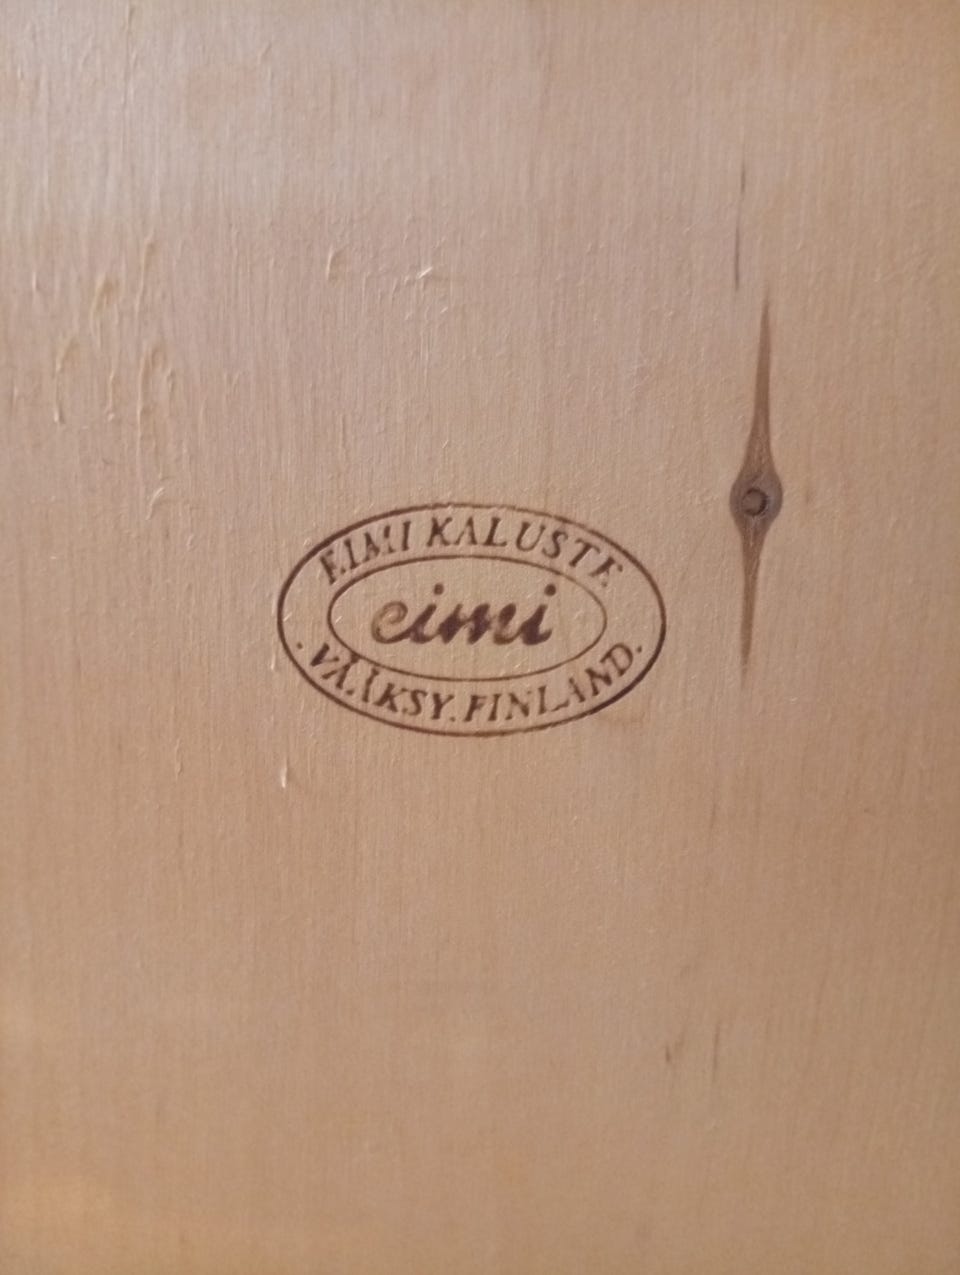 EIMI KALUSTE
eimi
. VÄÄKSY. FINLAND.